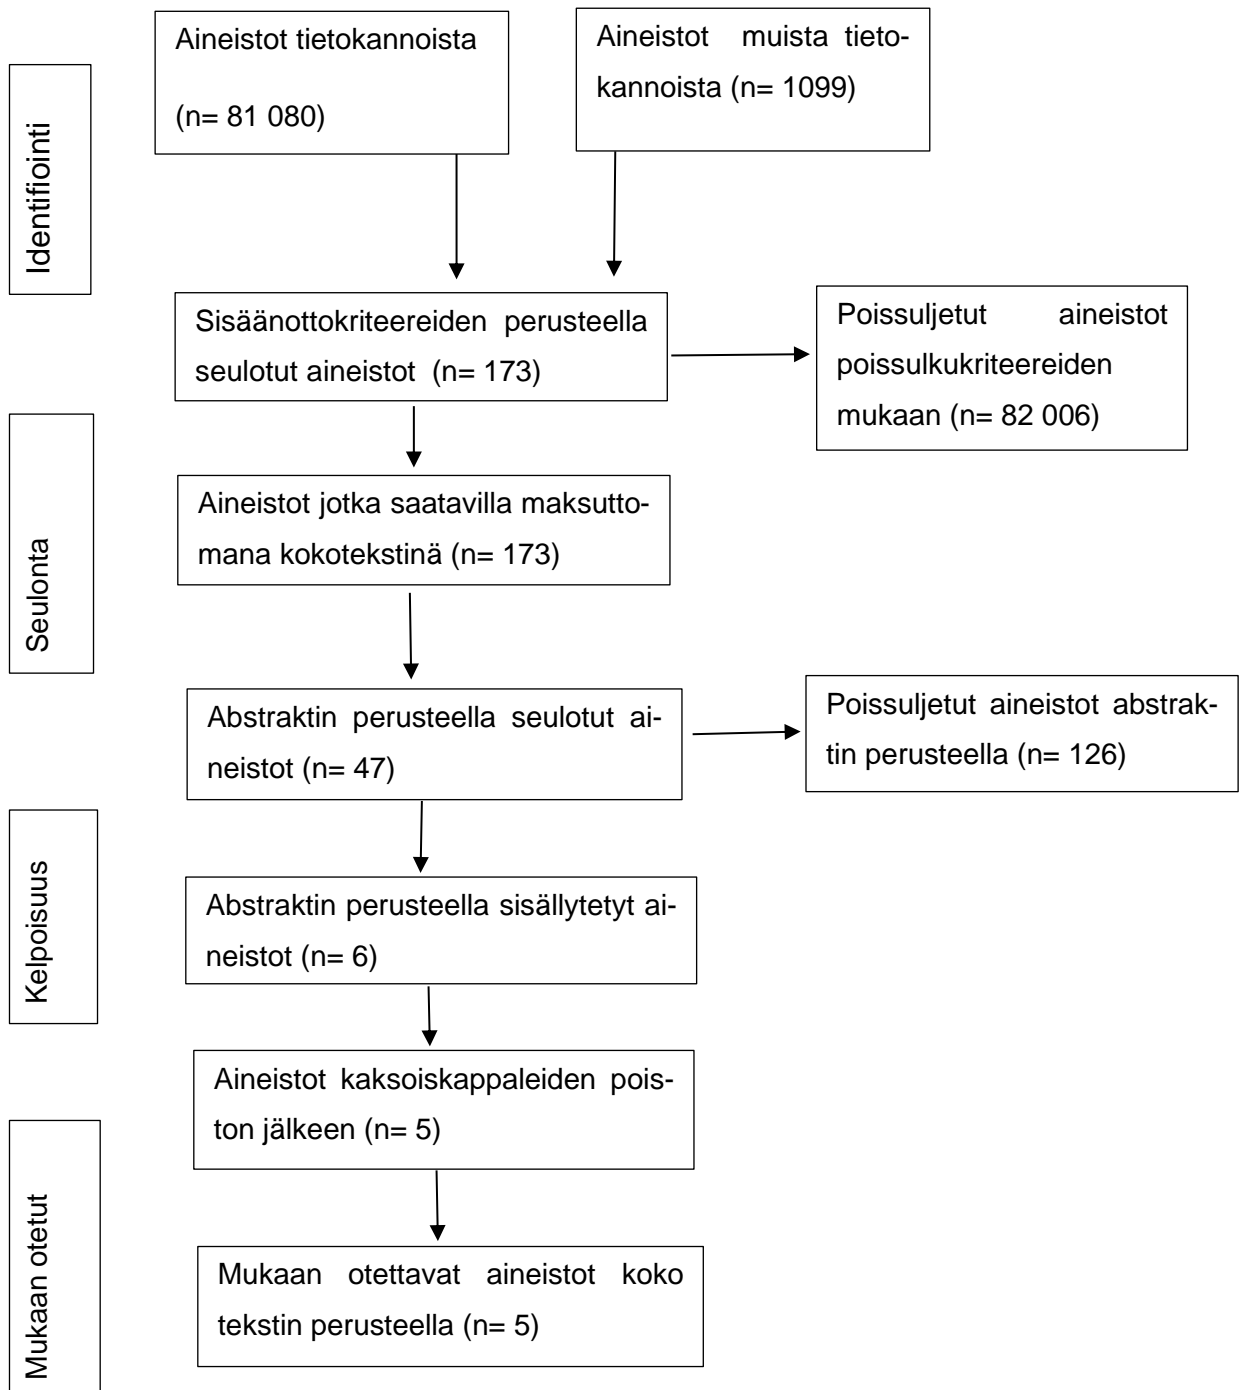 Identifiointi
Aineistot tietokannoista
(n= 81 080)
Aineistot muista tieto-
kannoista (n= 1099)
Sisäänottokriteereiden perusteella
seulotut aineistot (n= 173)
Poissuljetut aineistot
poissulkukriteereiden
mukaan (n= 82 006)
Seulonta
Aineistot jotka saatavilla maksutto-
mana kokotekstinä (n= 173)
Abstraktin perusteella seulotut ai-
neistot (n= 47)
Poissuljetut aineistot abstrak-
tin perusteella (n= 126)
Kelpoisuus
Abstraktin perusteella sisällytetyt ai-
neistot (n= 6)
Aineistot kaksoiskappaleiden pois-
ton jälkeen (n= 5)
Mukaan otetut
Mukaan otettavat aineistot koko
tekstin perusteella (n= 5)